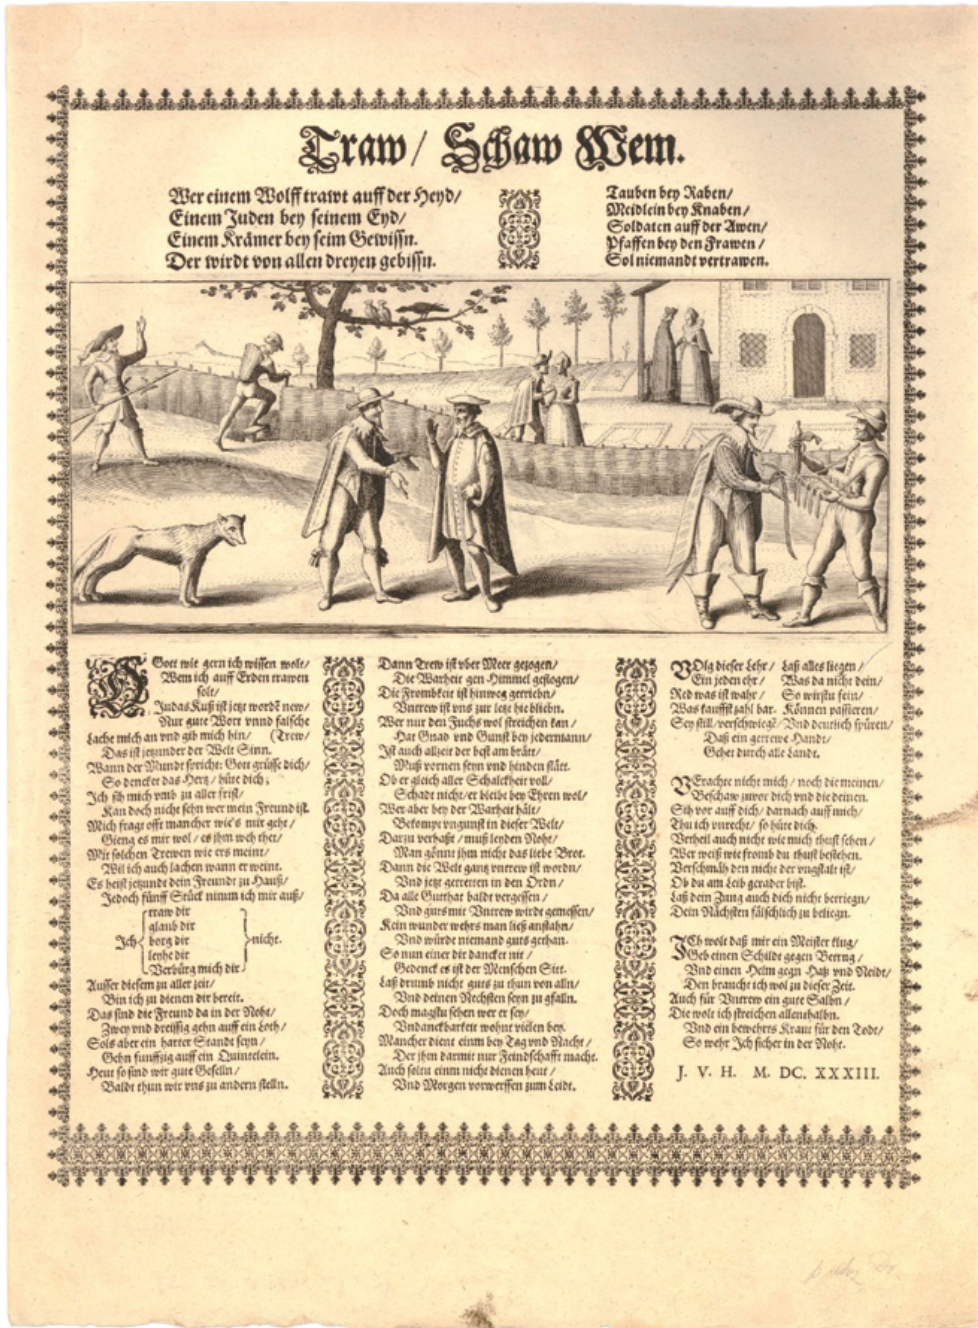 Traw / Schaw Wem.
Wer einem Wolff trawt auff der Heyd /
Einem Juden bey seinem Eyd /
Einem Krämer bey seim Gewissn.
Der wirdt von allen dreyen gebissn.
Tauben bey Raben /
Meidlein bey Knaben /
Soldaten auff der Awen /
Pfaffen bey den Frawen /
Sol niemandt vertrawen.
O Gott wie gern ich wissen wolt /
Wem ich auff Erden trawen
solt /
Judas Kuß ist jetzt wordē new /
Nur gute Wort vnnd falsche
Lache mich an vnd gib mich hin / (Trew /
Das ist jetzunder der Welt Sinn.
Wann der Mundt spricht: Gott grüsse dich /
So dencket das Hertz / hüte dich;
Ich sih mich vmb zu aller frist /
Kan doch nicht sehn wer mein Freund ist.
Mich fragt offt mancher wie's mir geht /
Gieng es mir wol / es jhm weh thet /
Mit solchen Trewen wie ers meint /
Wil ich auch lachen wann er weint.
Es heist jetzundt dein Freundt zu Hauß /
Jedoch fünff Stück nimm ich mir auß /
Ich
traw dir
glaub dir
borg dir
leyhe dir
Verbürg mich dir
nicht.
Ausser diesem zu aller zeit /
Bin ich zu dienen dir bereit.
Das sind die Freund da in der Noht /
Zwey vnd dreissig gehn auff ein Loth /
Sols aber ein harter Standt seyn /
Gehn funffzig auff ein Quintelein.
Heut so sind wir gute Geselln /
Baldt thun wir vns zu andern stelln.
Dann Trew ist vber Meer gezogen /
Die Warheit gen Himmel geflogen /
Die Frombkeit ist hinweg getrieben /
Vntrew ist vns zur letz hie blieben.
Wer nur den Fuchs wol streichen kan /
Hat Gnad vnd Gunst bey jederman /
Ist auch allzeit der best am brätt /
Muß vornen seyn vnd hinden stätt.
Ob er gleich aller Schalckheit voll /
Schadt nicht / er bleibt bey Ehren wol /
Wer aber bey der Warheit hält /
Bekompt vngunst in dieser Welt /
Darzu verhaßt / muß leyden Noht /
Man gönnt jhm nicht das liebe Brot.
Dann die Welt gantz vntrew ist wordn /
Vnd jetzt getretten in den Ordn /
Da alle Gutthat baldt vergessen /
Vnd guts mit Vntrew wirdt gemessen /
Kein wunder wehrs man ließ anstahn /
Vnd würde niemand guts gethan.
So nun einer dir dancket nit /
Gedenck es ist der Menschen Sitt.
Laß drumb nicht guts zu thun von alln /
Vnd deinen Nechsten seyn zu gfalln.
Doch magstu sehen wer er sey /
Vndanckbarkeit wohnt vielen bey.
Mancher dient einm bey Tag vnd Nacht /
Der jhm darmit nur Feindschafft macht.
Auch soltu einm nicht dienen heut /
Vnd Morgen vorwerffen zum Leidt.
VOlg dieser Lehr / Laß alles liegen /
Ein jeden ehr / Was da nicht dein /
Red was ist wahr / So wirstu fein /
Was kauffst zahl bar. Können passieren /
Sey still / verschwiegē / Vnd deutlich spüren /
Daß ein getrewe Handt /
Gehet durch alle Landt.
VErachte nicht mich / noch die meinen /
Beschaw zuvor dich vnd die deinen.
Sih vor auff dich / darnach auff mich /
Thu ich vnrecht / so hüte dich.
Vrtheil auch nicht wie mich thust sehen /
Wer weiß wie fromb du thust bestehen.
Verschmäh den nicht der vngstalt ist /
Ob du am Leib gerader bist.
Laß dein Zung auch dich nicht betriegn /
Dein Nächsten fälschlich zu beliegn.
ICh wolt daß mir ein Meister klug /
Geb einen Schildt gegen Betrug /
Vnd einen Helm gegn Haß vnd Neidt /
Den braucht ich wol zu dieser Zeit.
Auch für Vntrew ein gute Salbn /
Die wolt ich streichen allenthalbn.
Vnd ein bewehrts Kraut für den Todt /
So wehr Ich sicher in der Noht.
J. V. H. M. DC. XXXIII.